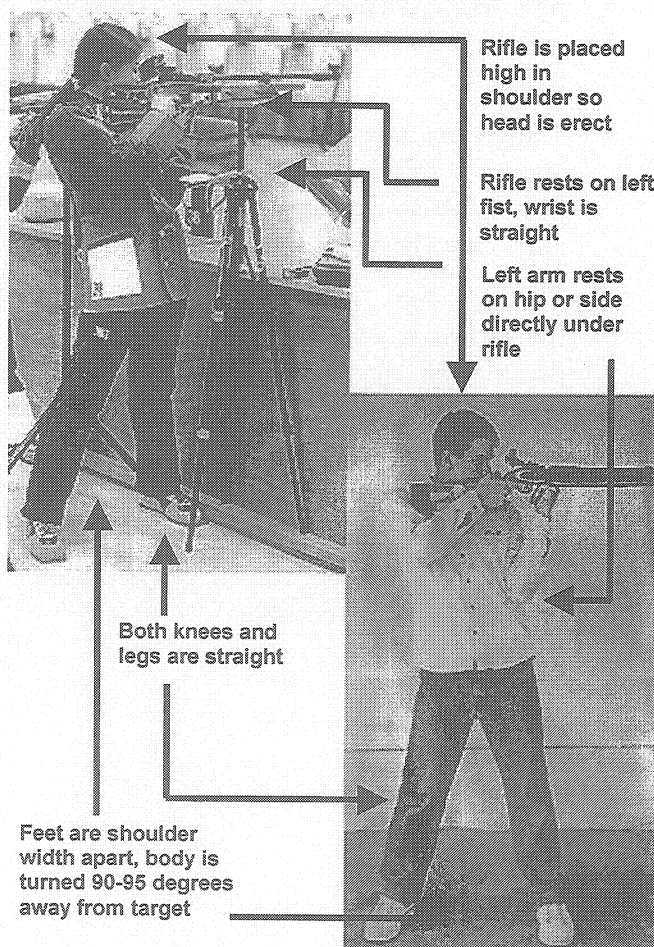 Rifle is placed
high in
shoulder so
head is erect
Rifle rests on left
fist, wrist is
straight
Left arm rests
on hip or side
directly under
rifle
Both knees and
legs are straight
Feet are shoulder
width apart, body is
turned 90-95 degrees
away from target